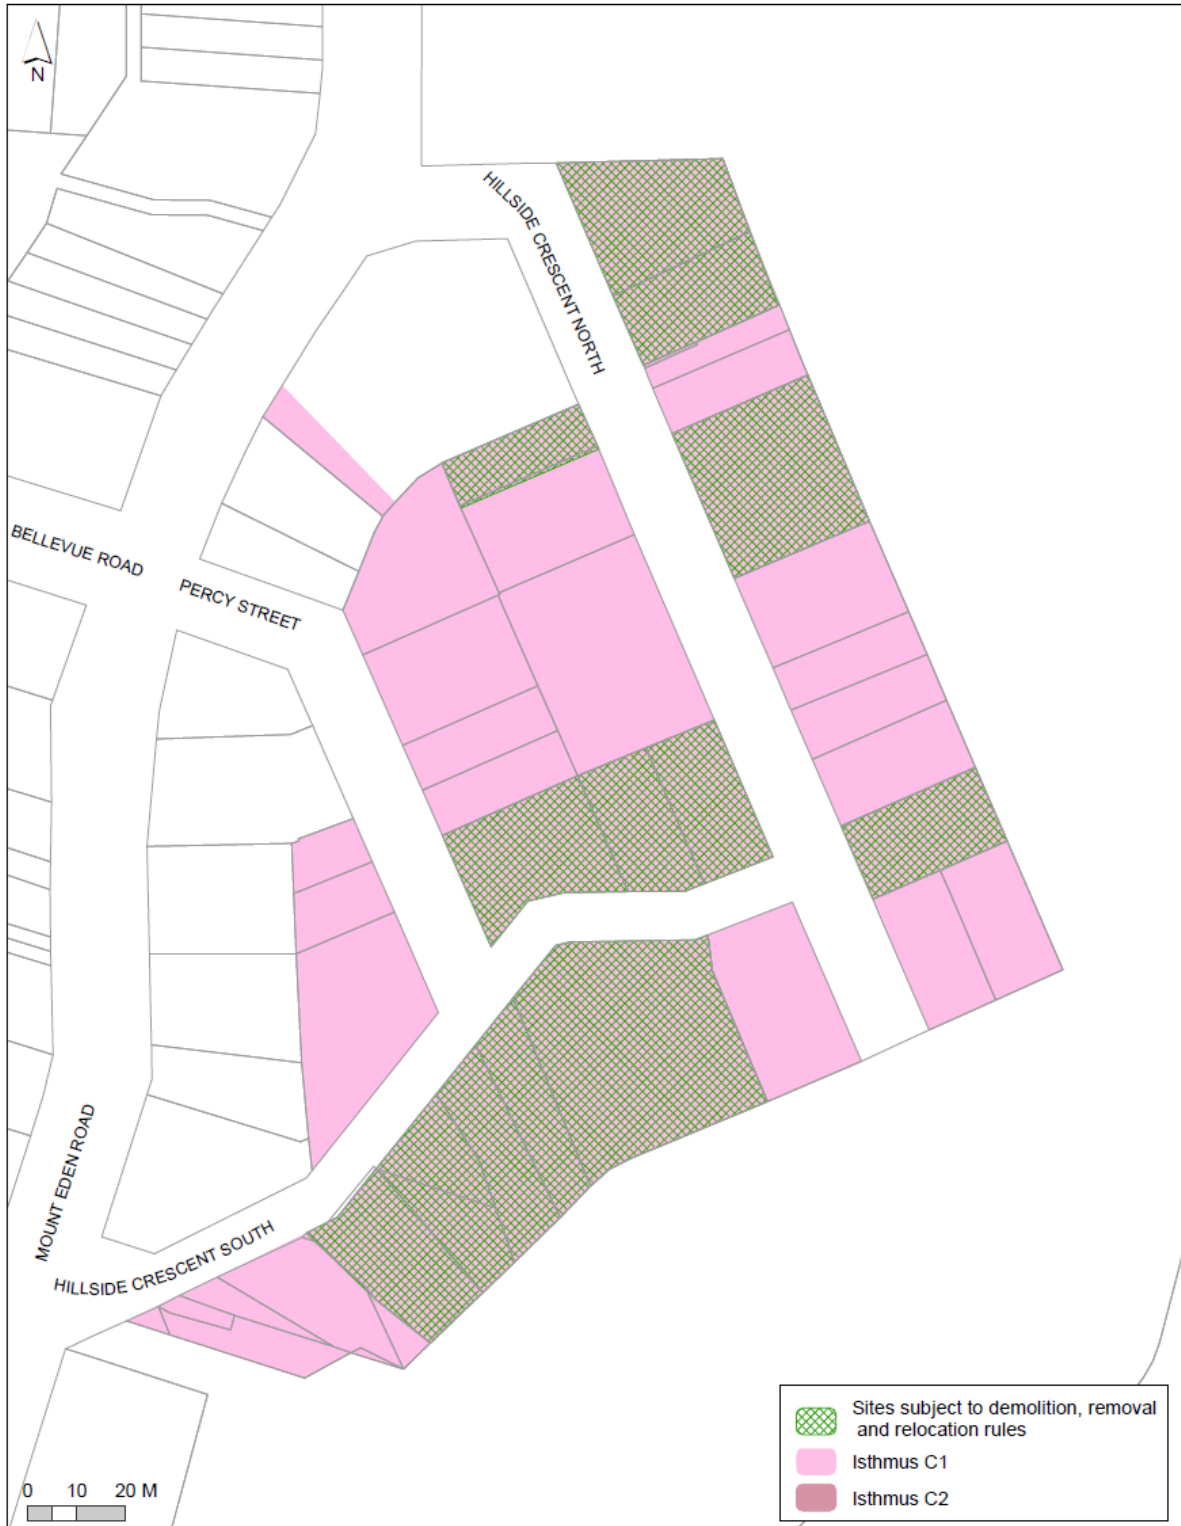 N
HILLSIDE CRESCENT NORTH
BELLEVUE ROAD
PERCY STREET
MOUNT EDEN ROAD
HILLSIDE CRESCENT SOUTH
Sites subject to demolition, removal
and relocation rules
Isthmus C1
Isthmus C2
0 10 20 M